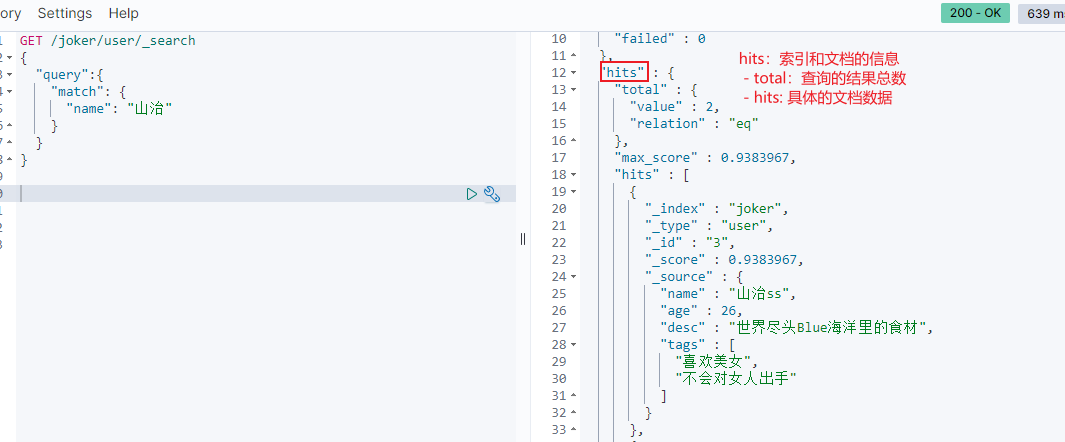 ory Settings Help
200 - OK
639 ms
1 GET /joker/user/_search
2 {
3 "query":{
4 "match": {
5 "name": "山治"
6 }
7 }
8 }
9
0
1
2
3
10 "failed" : 0
11 },
12 "hits" : {
13 "total" : {
14 "value" : 2,
15 "relation" : "eq"
16 },
17 "max_score" : 0.9383967,
18 "hits" : [
19 {
20 "_index" : "joker",
21 "_type" : "user",
22 "_id" : "3",
23 "_score" : 0.9383967,
24 "_source" : {
25 "name" : "山治ss",
26 "age" : 26,
27 "desc" : "世界尽头Blue海洋里的食材",
28 "tags" : [
29 "喜欢美女",
30 "不会对女人出手"
31 ]
32 }
33 },
hits：索引和文档的信息
- total：查询的结果总数
- hits: 具体的文档数据